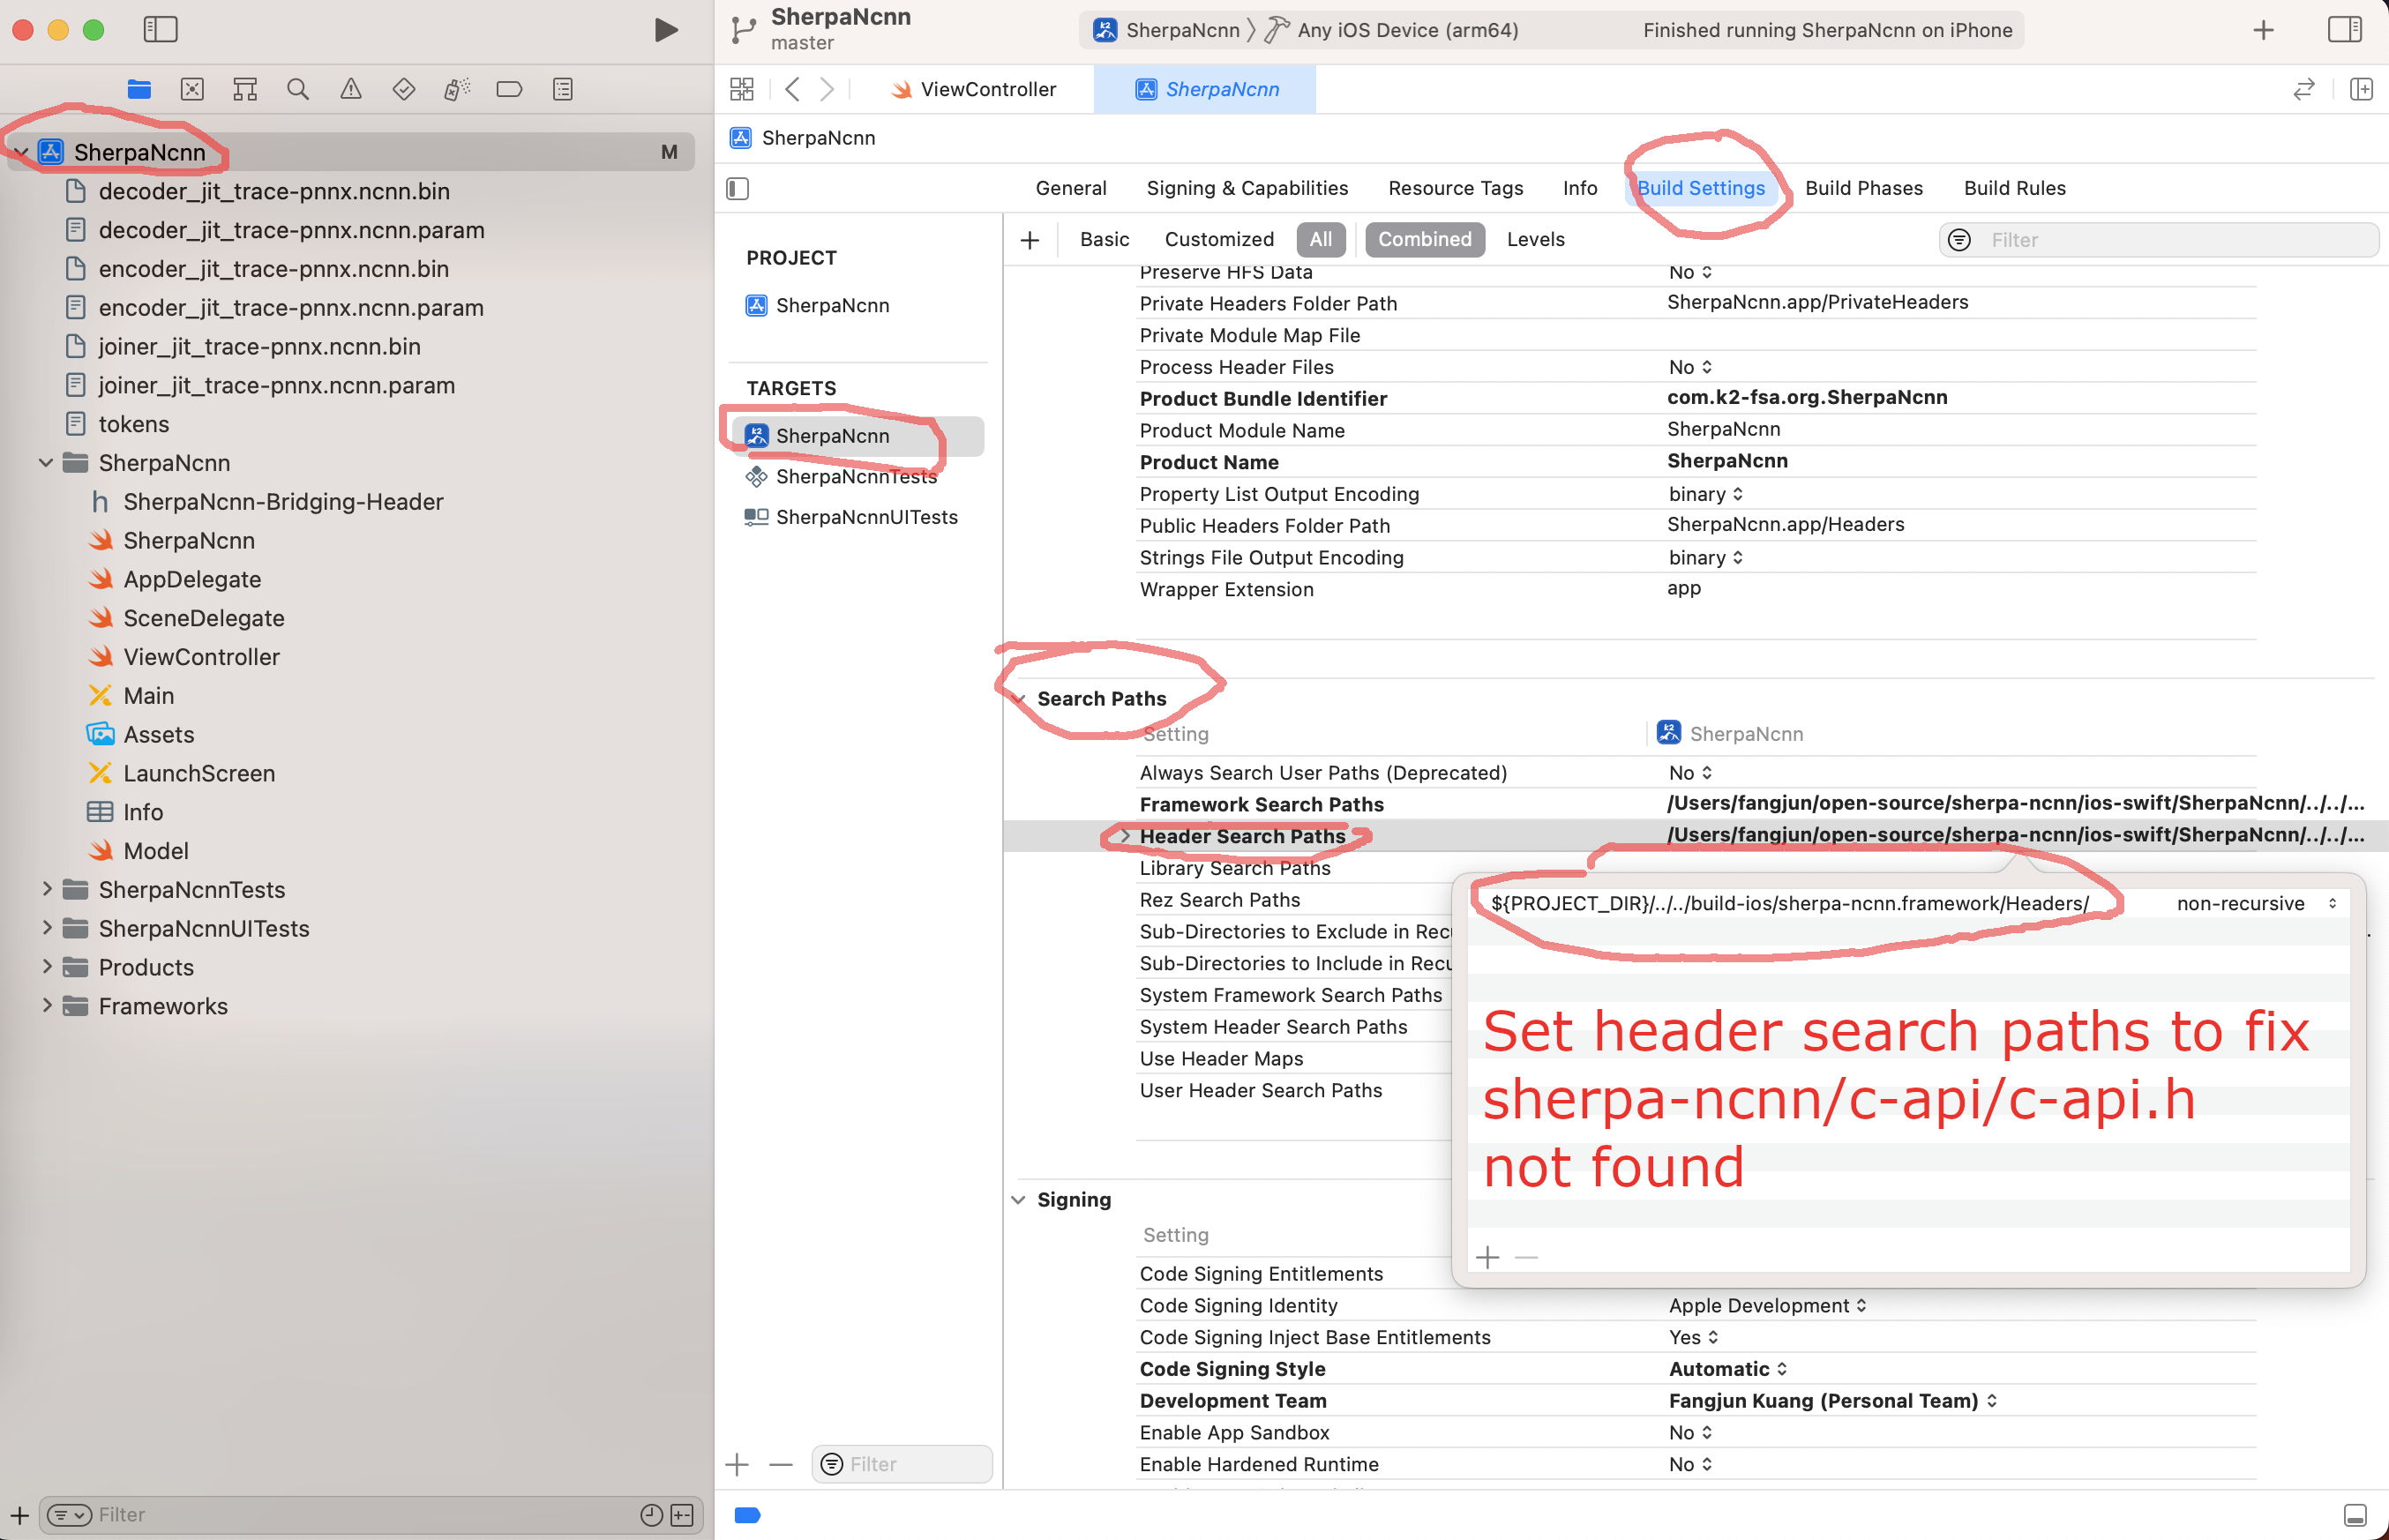 SherpaNcnn
master
SherpaNcnn
Any iOS Device (arm64)
Finished running SherpaNcnn on iPhone
ViewController
SherpaNcnn
SherpaNcnn
M
decoder_jit_trace-pnnx.ncnn.bin
decoder_jit_trace-pnnx.ncnn.param
encoder_jit_trace-pnnx.ncnn.bin
encoder_jit_trace-pnnx.ncnn.param
joiner_jit_trace-pnnx.ncnn.bin
joiner_jit_trace-pnnx.ncnn.param
tokens
SherpaNcnn
SherpaNcnn-Bridging-Header
SherpaNcnn
AppDelegate
SceneDelegate
ViewController
Main
Assets
LaunchScreen
Info
Model
SherpaNcnnTests
SherpaNcnnUITests
Products
Frameworks
Filter
SherpaNcnn
General Signing & Capabilities Resource Tags Info Build Settings Build Phases Build Rules
PROJECT
SherpaNcnn
TARGETS
SherpaNcnn
SherpaNcnnTests
SherpaNcnnUITests
Filter
Basic Customized All Combined Levels
Filter
Preserve HFS Data No
Private Headers Folder Path SherpaNcnn.app/PrivateHeaders
Private Module Map File
Process Header Files No
Product Bundle Identifier com.k2-fsa.org.SherpaNcnn
Product Module Name SherpaNcnn
Product Name SherpaNcnn
Property List Output Encoding binary
Public Headers Folder Path SherpaNcnn.app/Headers
Strings File Output Encoding binary
Wrapper Extension app
Search Paths
Setting SherpaNcnn
Always Search User Paths (Deprecated) No
Framework Search Paths /Users/fangjun/open-source/sherpa-ncnn/ios-swift/SherpaNcnn/../../...
Header Search Paths /Users/fangjun/open-source/sherpa-ncnn/ios-swift/SherpaNcnn/../../...
Library Search Paths
Rez Search Paths
Sub-Directories to Exclude in Recu
Sub-Directories to Include in Recu
System Framework Search Paths
System Header Search Paths
Use Header Maps
User Header Search Paths
${PROJECT_DIR}/../../build-ios/sherpa-ncnn.framework/Headers/ non-recursive
Set header search paths to fix
sherpa-ncnn/c-api/c-api.h
not found
Signing
Setting
Code Signing Entitlements
Code Signing Identity Apple Development
Code Signing Inject Base Entitlements Yes
Code Signing Style Automatic
Development Team Fangjun Kuang (Personal Team)
Enable App Sandbox No
Enable Hardened Runtime No